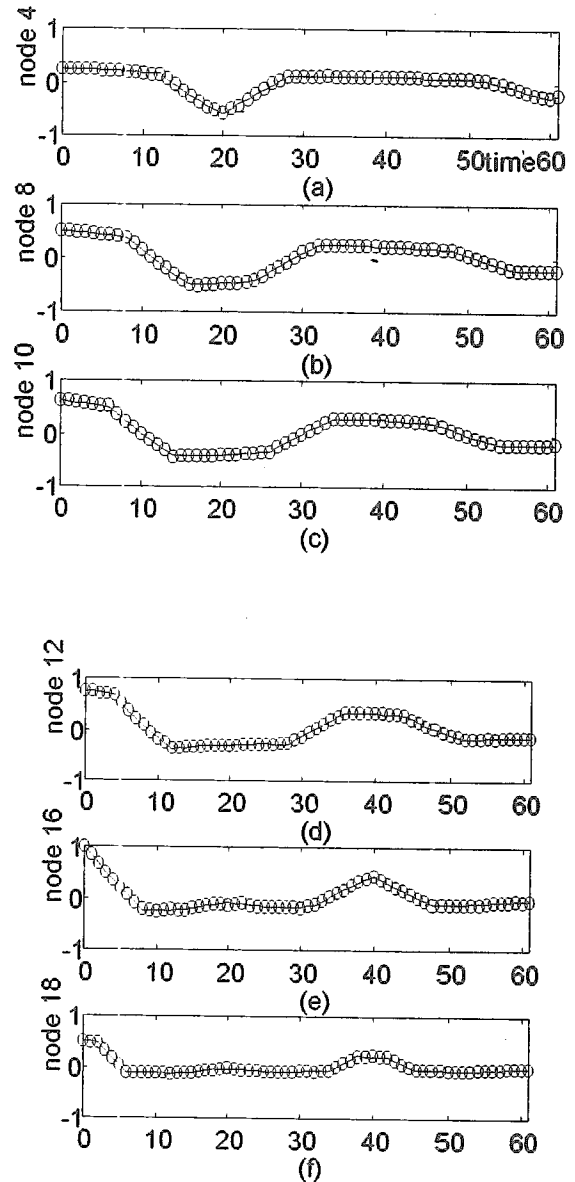 node 4
1
0
-1
0 10 20 30 40 50time60
(a)
node 8
1
0
-1
0 10 20 30 40 50 60
(b)
node 10
1
0
-1
0 10 20 30 40 50 60
(c)
node 12
1
0
-1
0 10 20 30 40 50 60
(d)
node 16
1
0
-1
0 10 20 30 40 50 60
(e)
node 18
1
0
-1
0 10 20 30 40 50 60
(f)